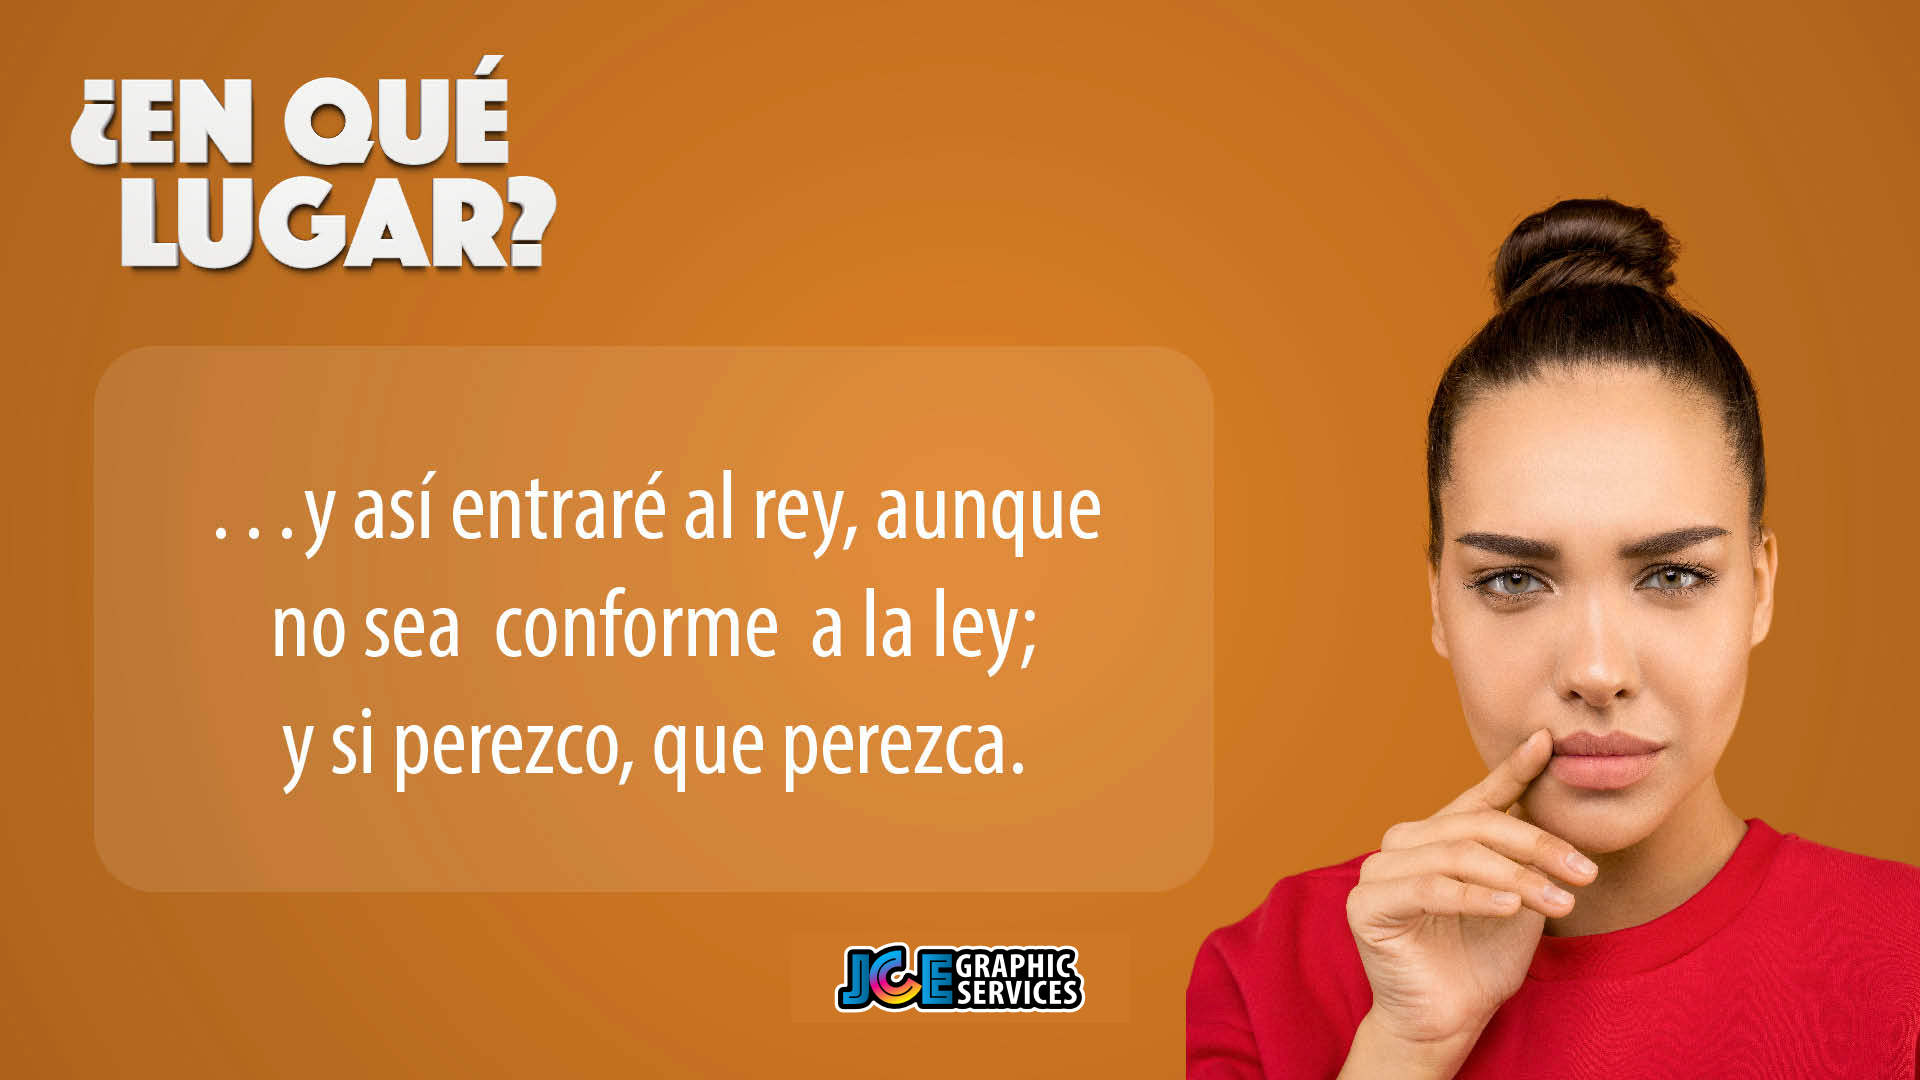 ¿EN QUÉ
LUGAR?
...y así entraré al rey, aunque
no sea  conforme  a la ley;
y si perezco, que perezca.
JCE GRAPHIC
SERVICES